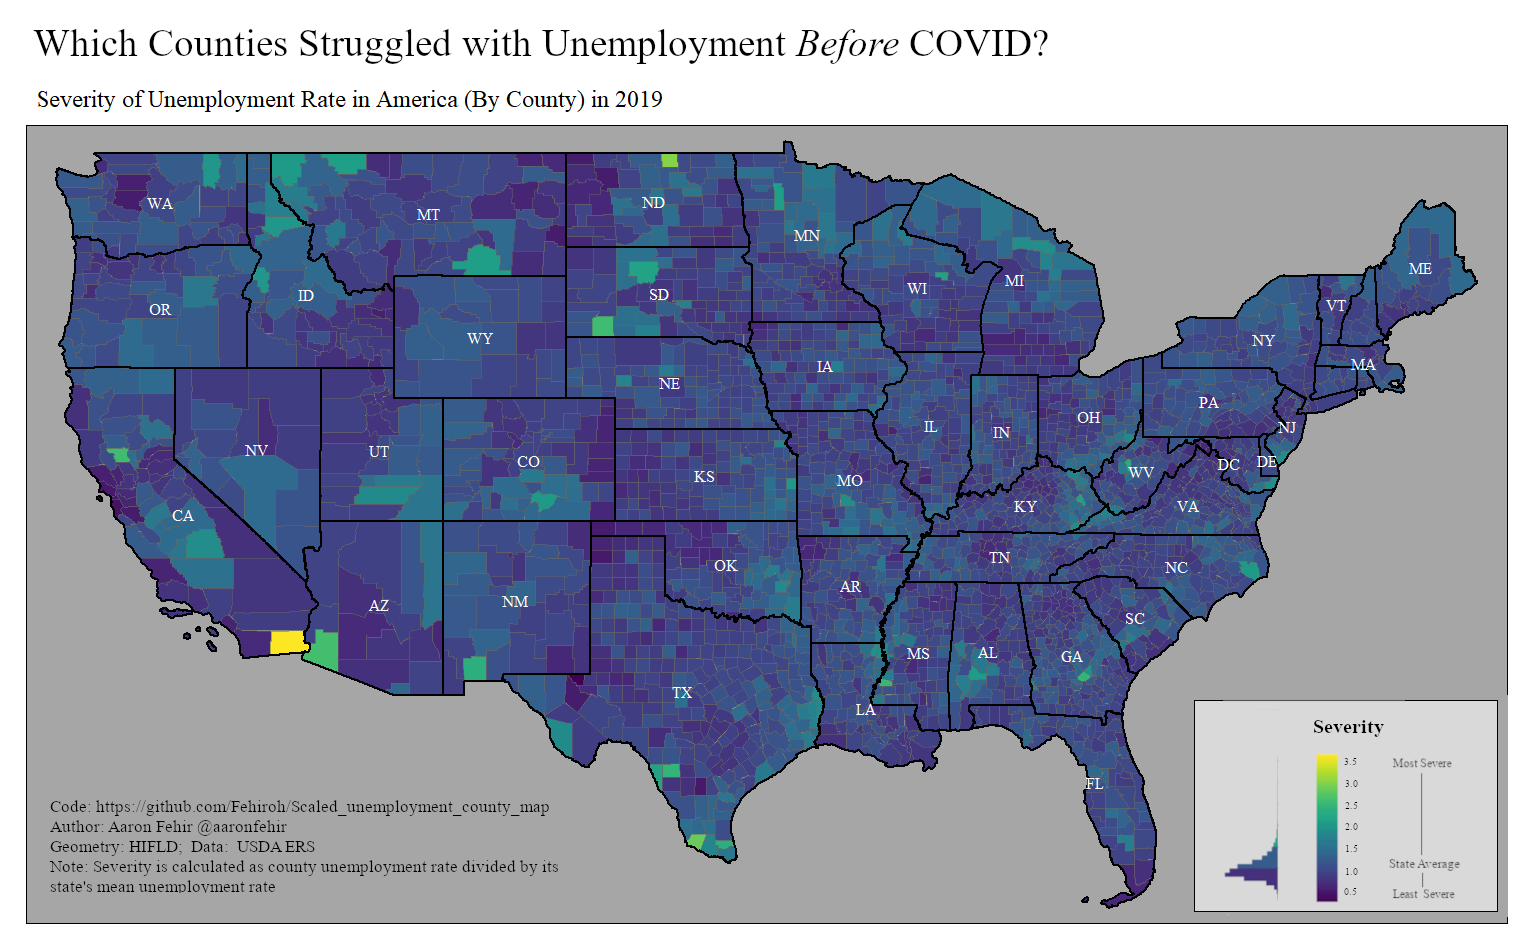 Which Counties Struggled with Unemployment Before COVID?
Severity of Unemployment Rate in America (By County) in 2019
WA
MT
ND
MN
OR
ID
WY
SD
WI
MI
ME
VT
NY
MA
IA
NE
PA
NJ
NV
UT
CO
KS
MO
IL
IN
OH
WV
DC
DE
CA
KY
VA
AZ
NM
OK
AR
TN
NC
SC
TX
LA
MS
AL
GA
FL
Severity
3.5
3.0
2.5
2.0
1.5
1.0
0.5
Most Severe
State Average
Least Severe
Code: https://github.com/Fehiroh/Scaled_unemployment_county_map
Author: Aaron Fehir @aaronfehir
Geometry: HIFLD; Data: USDA ERS
Note: Severity is calculated as county unemployment rate divided by its
state's mean unemployment rate